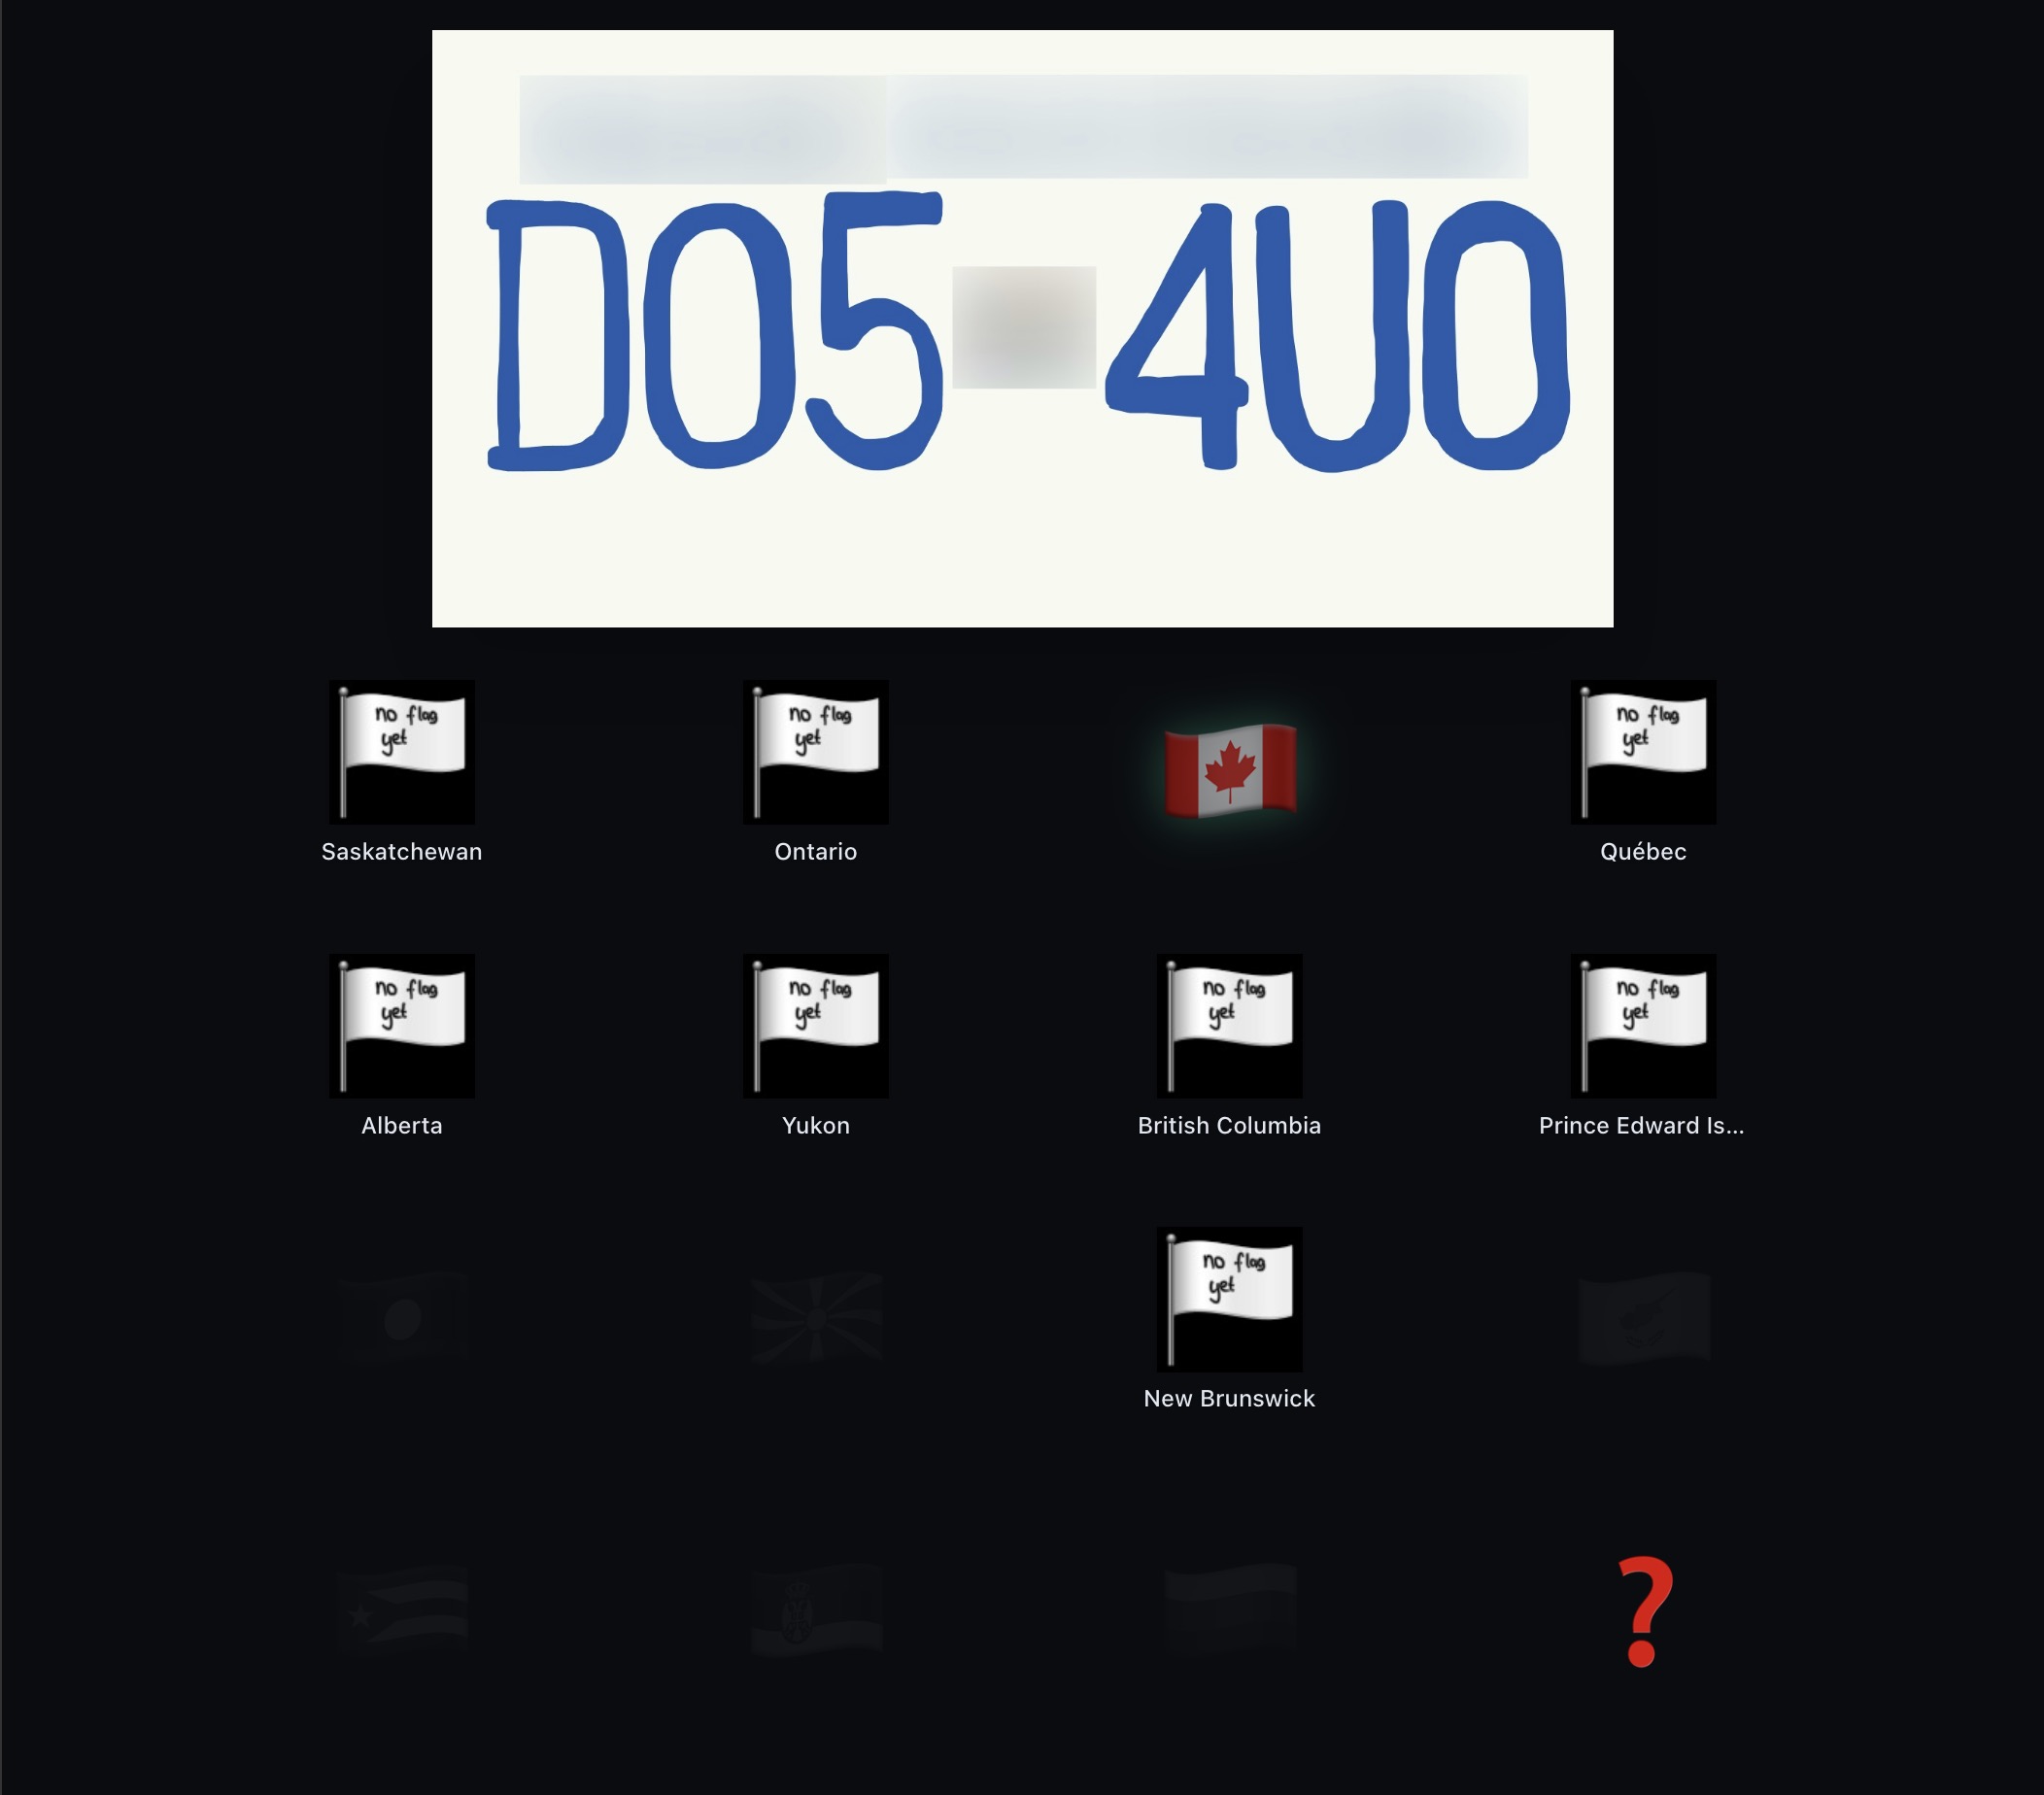 DO5 4UO
no flag yet
Saskatchewan
no flag yet
Ontario
no flag yet
Québec
no flag yet
Alberta
no flag yet
Yukon
no flag yet
British Columbia
no flag yet
Prince Edward Is...
no flag yet
New Brunswick
?